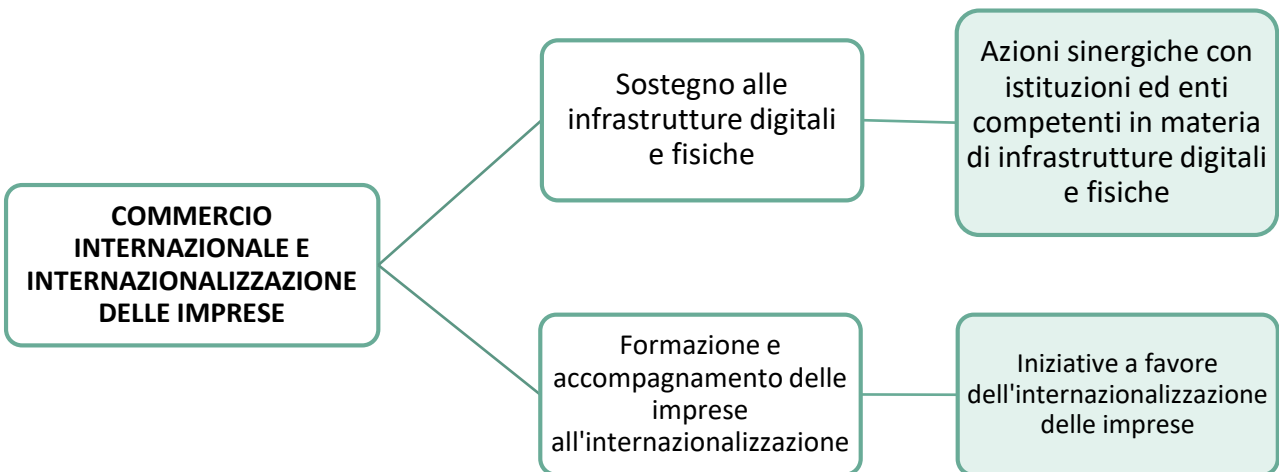 COMMERCIO
INTERNAZIONALE E
INTERNAZIONALIZZAZIONE
DELLE IMPRESE
Sostegno alle
infrastrutture digitali
e fisiche
Azioni sinergiche con
istituzioni ed enti
competenti in materia
di infrastrutture digitali
e fisiche
Formazione e
accompagnamento delle
imprese
all'internazionalizzazione
Iniziative a favore
dell'internazionalizzazione
delle imprese